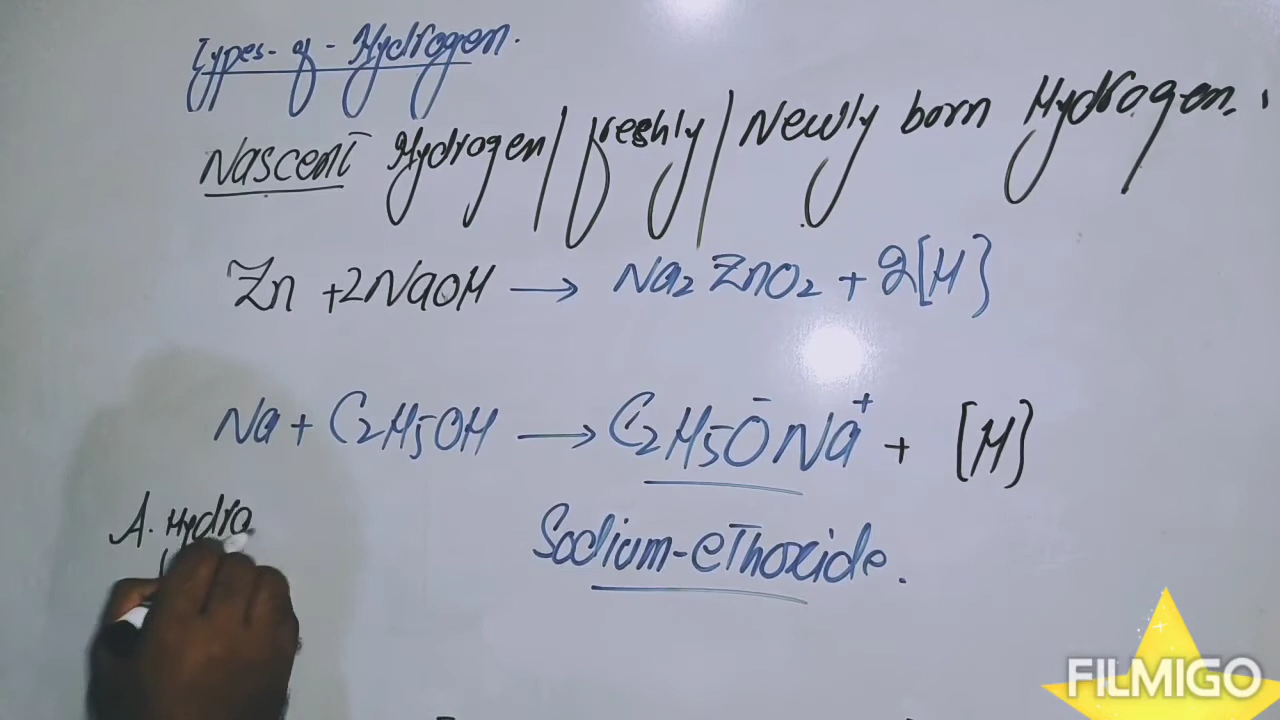 Types-of-Hydrogen.
Nascent Hydrogen/freshly/Newly born Hydrogen.
Zn + 2NaOH → Na₂ZnO₂ + 2[H]
Na + C₂H₅OH → C₂H₅O⁻Na⁺ + [H]
A. Hydro
Sodium-ethoxide.
FILMIGO